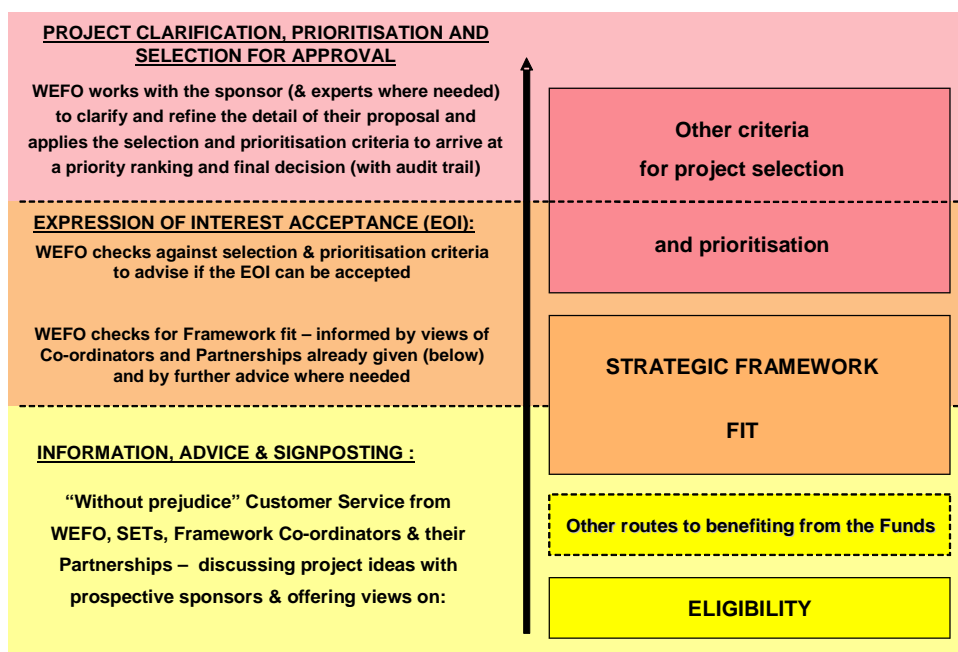 PROJECT CLARIFICATION, PRIORITISATION AND
SELECTION FOR APPROVAL
WEFO works with the sponsor (& experts where needed)
to clarify and refine the detail of their proposal and
applies the selection and prioritisation criteria to arrive at
a priority ranking and final decision (with audit trail)
EXPRESSION OF INTEREST ACCEPTANCE (EOI):
WEFO checks against selection & prioritisation criteria
to advise if the EOI can be accepted
WEFO checks for Framework fit – informed by views of
Co-ordinators and Partnerships already given (below)
and by further advice where needed
INFORMATION, ADVICE & SIGNPOSTING :
“Without prejudice” Customer Service from
WEFO, SETs, Framework Co-ordinators & their
Partnerships – discussing project ideas with
prospective sponsors & offering views on:
Other criteria
for project selection
and prioritisation
STRATEGIC FRAMEWORK
FIT
Other routes to benefiting from the Funds
ELIGIBILITY